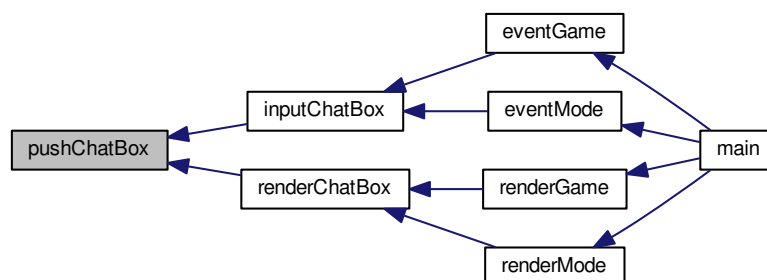 eventGame
inputChatBox
eventMode
pushChatBox
main
renderChatBox
renderGame
renderMode